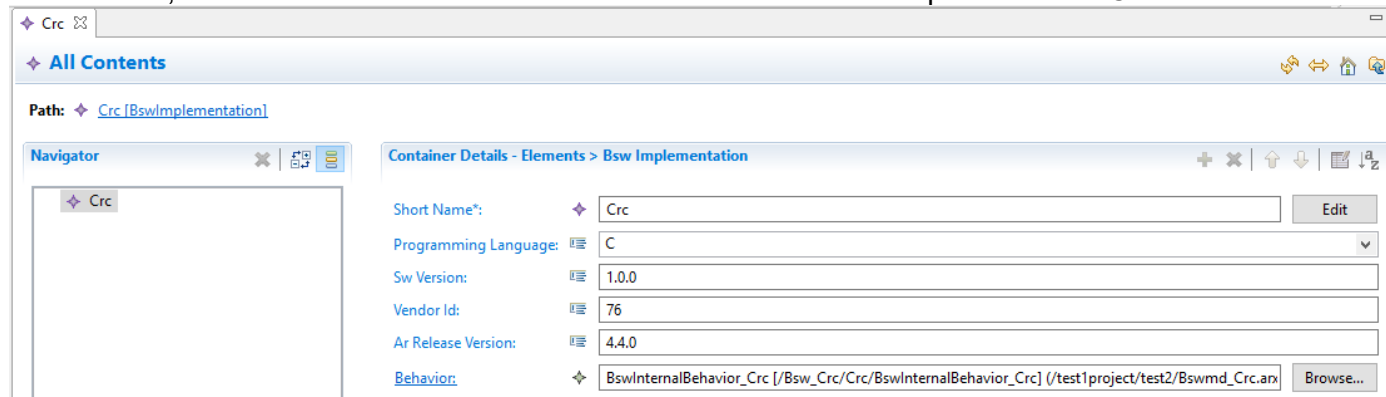 Crc
All Contents
Path: Crc [BswImplementation]
Navigator
Container Details - Elements > Bsw Implementation
Crc
Short Name*: Crc Edit
Programming Language: C
Sw Version: 1.0.0
Vendor Id: 76
Ar Release Version: 4.4.0
Behavior: BswInternalBehavior_Crc [/Bsw_Crc/Crc/BswInternalBehavior_Crc] (/test1project/test2/Bswmd_Crc.arx Browse...